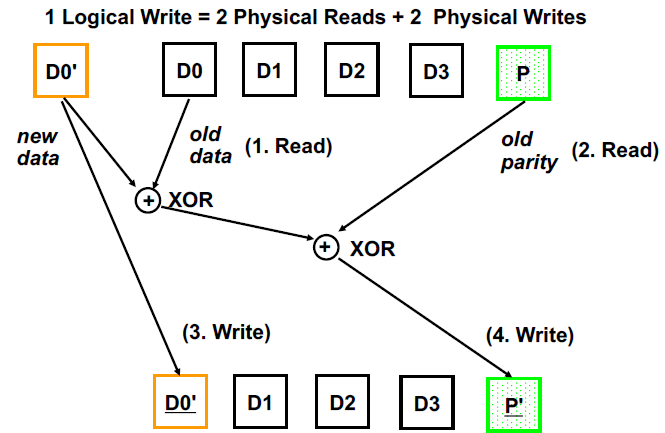 1 Logical Write = 2 Physical Reads + 2 Physical Writes
D0' D0 D1 D2 D3 P
new
data
old
data (1. Read)
old
parity (2. Read)
+ XOR
+ XOR
(3. Write)
(4. Write)
D0' D1 D2 D3 P'